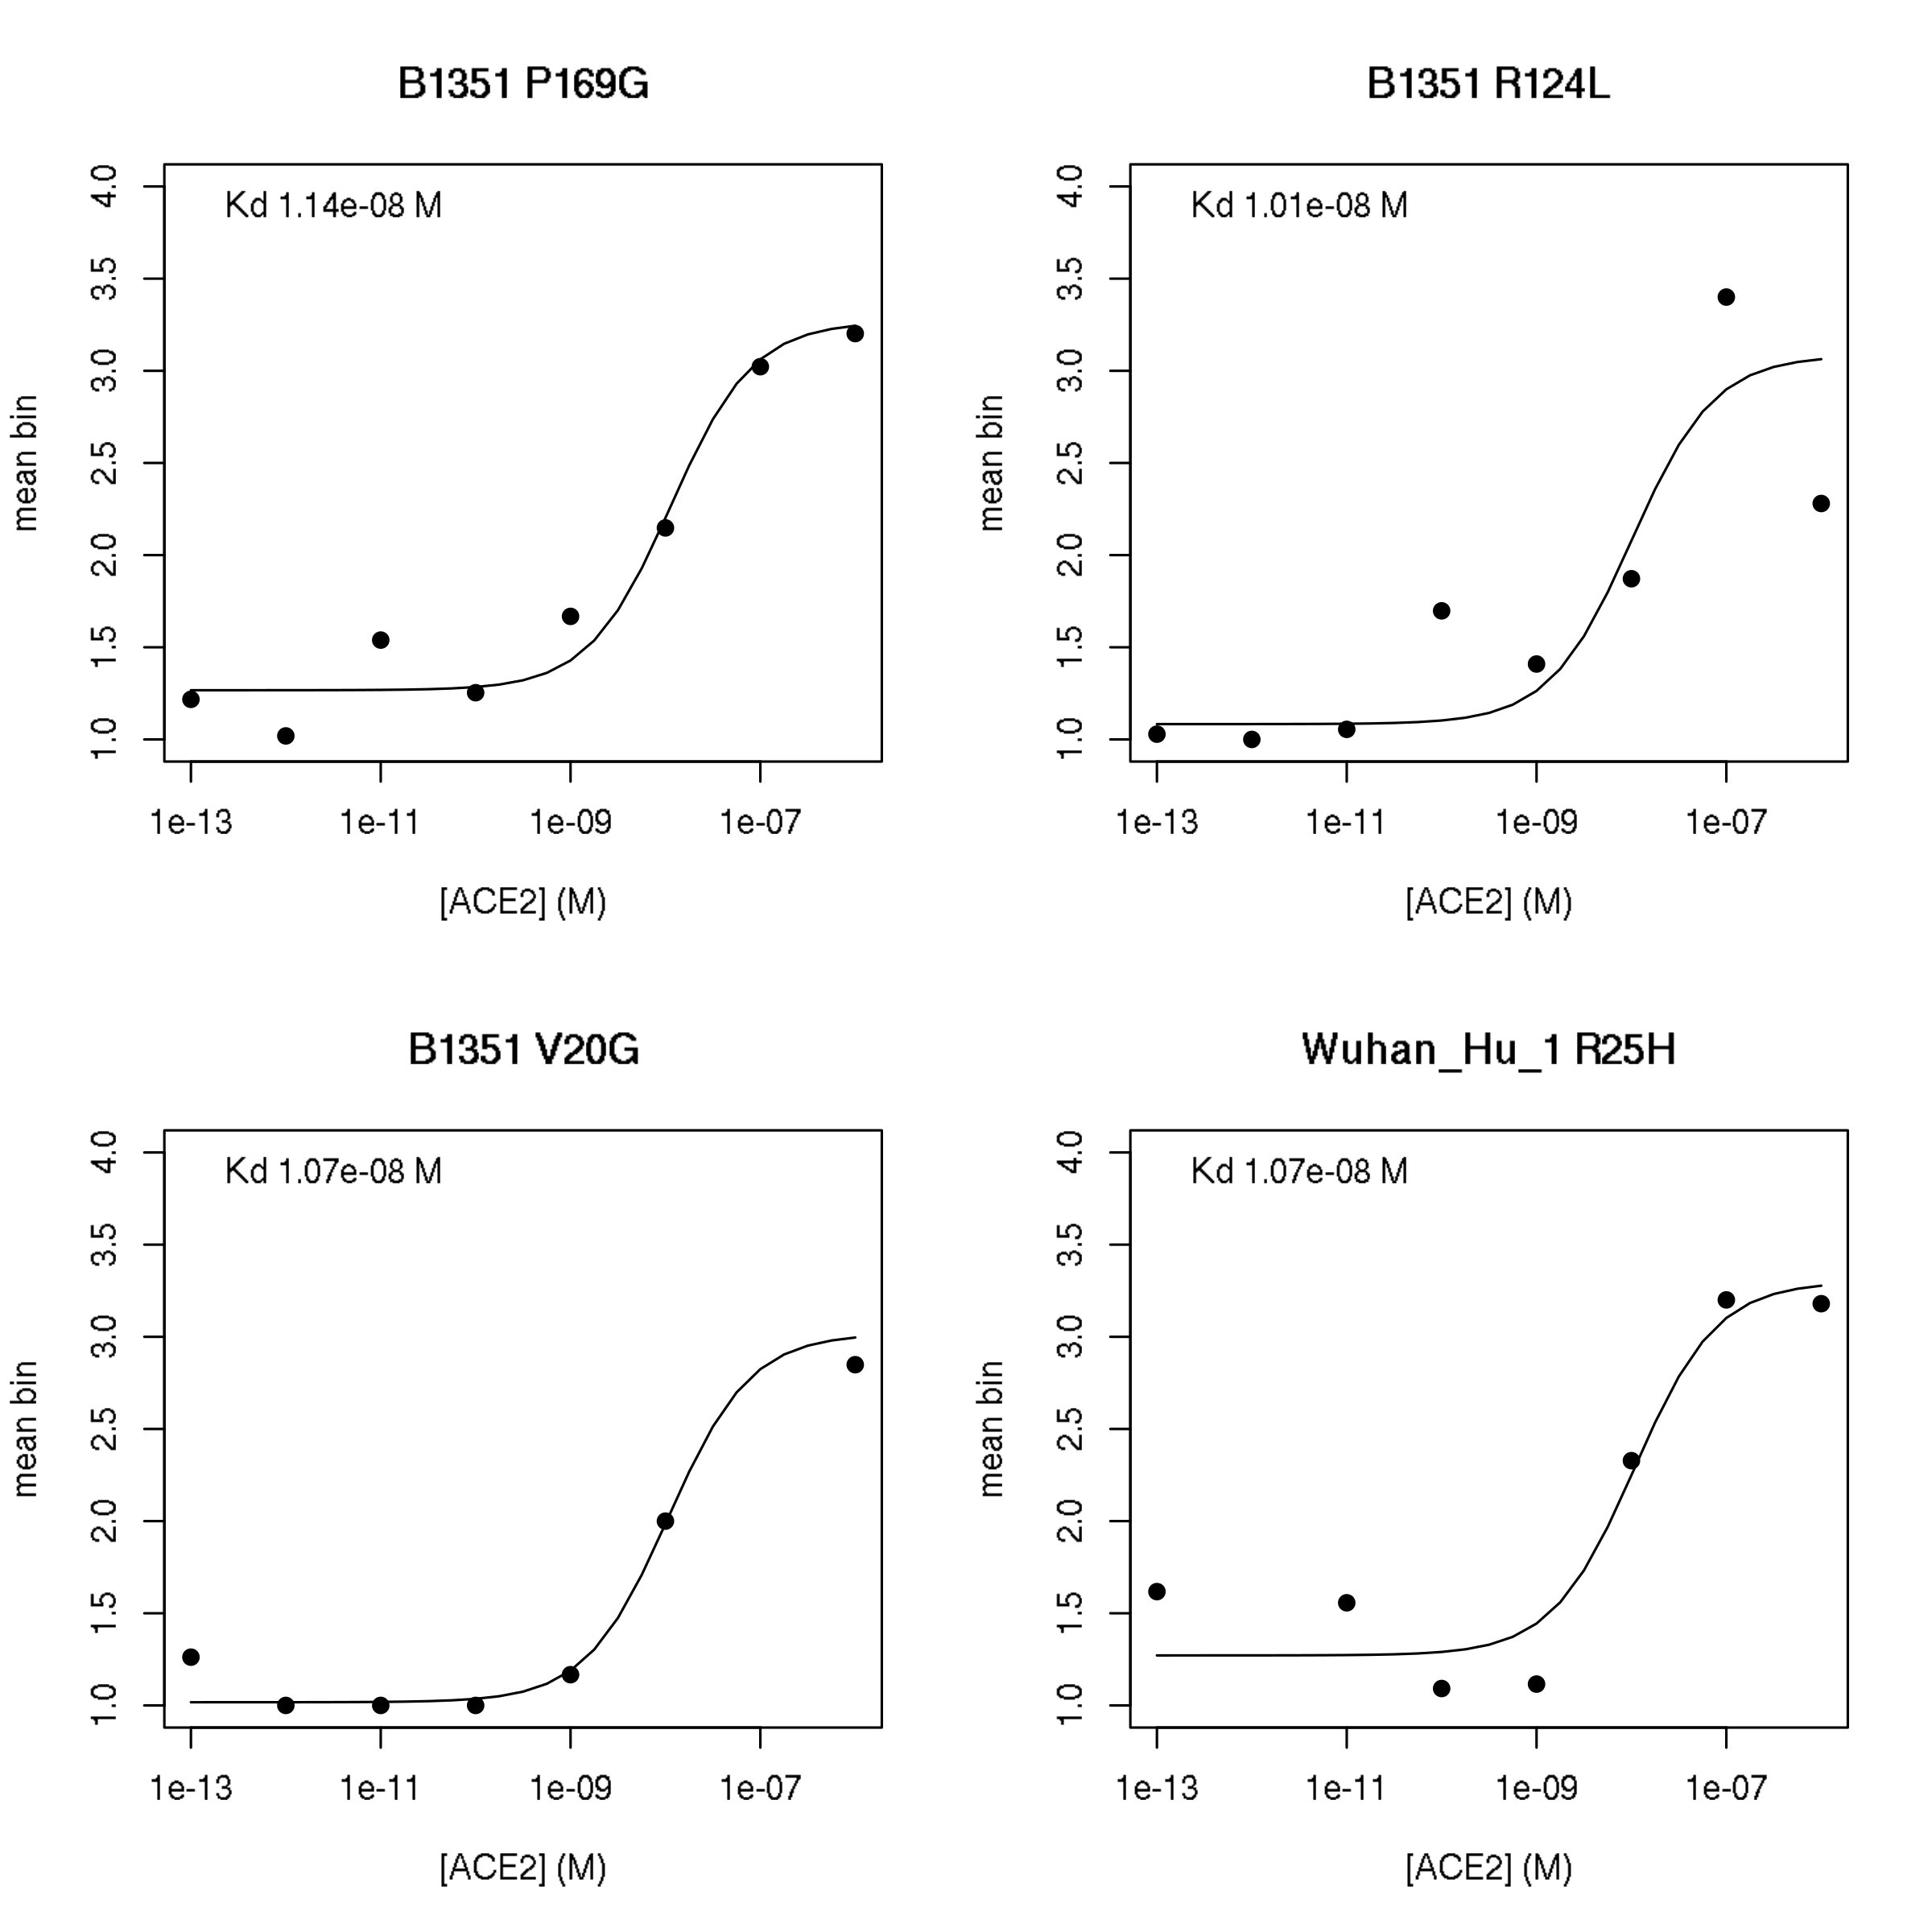 B1351 P169G
Kd 1.14e-08 M
mean bin
4.0
3.5
3.0
2.5
2.0
1.5
1.0
1e-13 1e-11 1e-09 1e-07
[ACE2] (M)
B1351 R124L
Kd 1.01e-08 M
mean bin
4.0
3.5
3.0
2.5
2.0
1.5
1.0
1e-13 1e-11 1e-09 1e-07
[ACE2] (M)
B1351 V20G
Kd 1.07e-08 M
mean bin
4.0
3.5
3.0
2.5
2.0
1.5
1.0
1e-13 1e-11 1e-09 1e-07
[ACE2] (M)
Wuhan_Hu_1 R25H
Kd 1.07e-08 M
mean bin
4.0
3.5
3.0
2.5
2.0
1.5
1.0
1e-13 1e-11 1e-09 1e-07
[ACE2] (M)